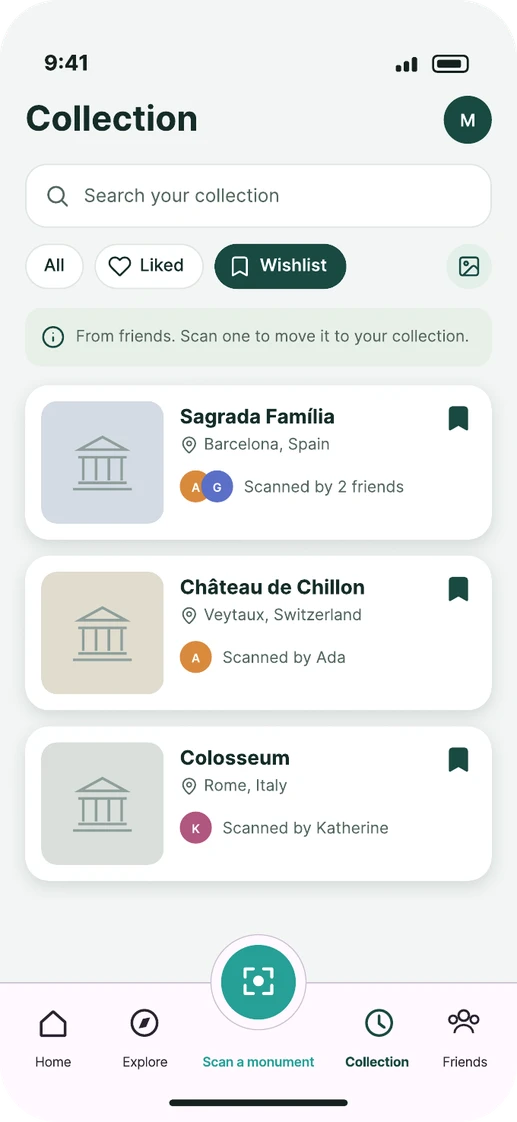 9:41
Collection
M
Search your collection
All
Liked
Wishlist
From friends. Scan one to move it to your collection.
Sagrada Família
Barcelona, Spain
A
G
Scanned by 2 friends
Château de Chillon
Veytaux, Switzerland
A
Scanned by Ada
Colosseum
Rome, Italy
K
Scanned by Katherine
Home
Explore
Scan a monument
Collection
Friends